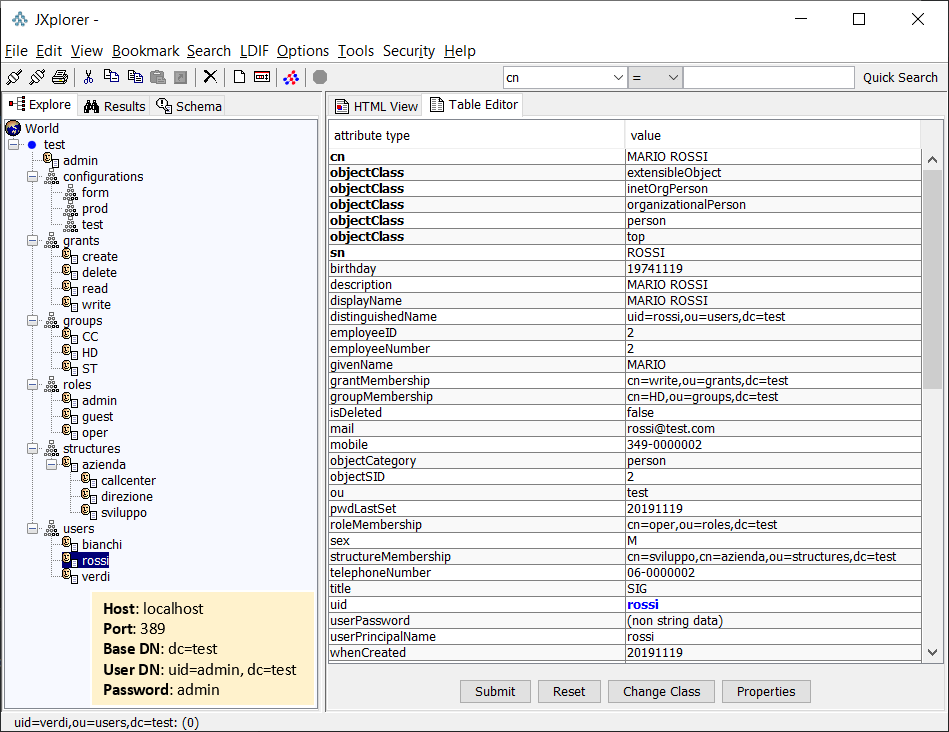 JXplorer -
File Edit View Bookmark Search LDIF Options Tools Security Help
cn = Quick Search
Explore Results Schema
HTML View Table Editor
World
test
admin
configurations
form
prod
test
grants
create
delete
read
write
groups
CC
HD
ST
roles
admin
guest
oper
structures
azienda
callcenter
direzione
sviluppo
users
bianchi
rossi
verdi
Host: localhost
Port: 389
Base DN: dc=test
User DN: uid=admin, dc=test
Password: admin
attribute type value
cn MARIO ROSSI
objectClass extensibleObject
objectClass inetOrgPerson
objectClass organizationalPerson
objectClass person
objectClass top
sn ROSSI
birthday 19741119
description MARIO ROSSI
displayName MARIO ROSSI
distinguishedName uid=rossi,ou=users,dc=test
employeeID 2
employeeNumber 2
givenName MARIO
grantMembership cn=write,ou=grants,dc=test
groupMembership cn=HD,ou=groups,dc=test
isDeleted false
mail rossi@test.com
mobile 349-0000002
objectCategory person
objectSID 2
ou test
pwdLastSet 20191119
roleMembership cn=oper,ou=roles,dc=test
sex M
structureMembership cn=sviluppo,cn=azienda,ou=structures,dc=test
telephoneNumber 06-0000002
title SIG
uid rossi
userPassword (non string data)
userPrincipalName rossi
whenCreated 20191119
Submit Reset Change Class Properties
uid=verdi,ou=users,dc=test: (0)